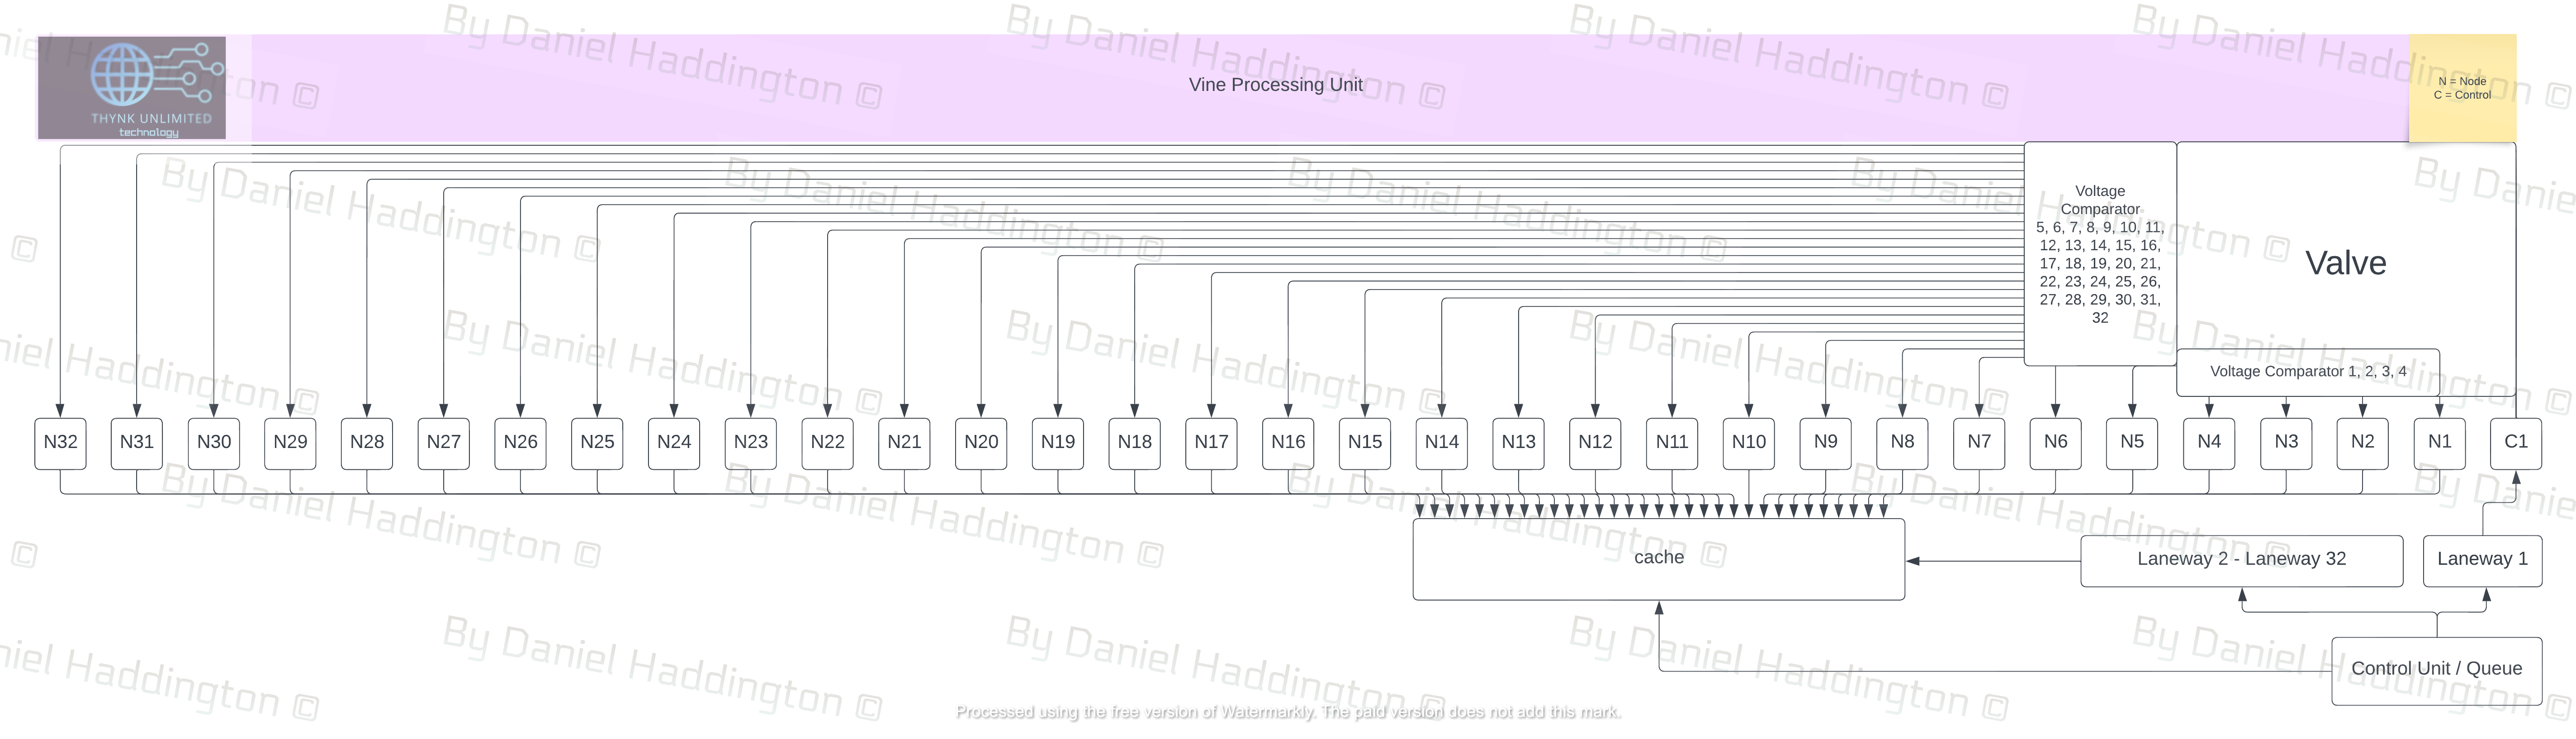 Vine Processing Unit
THYNK UNLIMITED
technology
N = Node
C = Control
Voltage
Comparator
5, 6, 7, 8, 9, 10, 11,
12, 13, 14, 15, 16,
17, 18, 19, 20, 21,
22, 23, 24, 25, 26,
27, 28, 29, 30, 31,
32
Valve
Voltage Comparator 1, 2, 3, 4
N32 N31 N30 N29 N28 N27 N26 N25 N24 N23 N22 N21 N20 N19 N18 N17 N16 N15 N14 N13 N12 N11 N10 N9 N8 N7 N6 N5 N4 N3 N2 N1 C1
cache
Laneway 2 - Laneway 32
Laneway 1
Control Unit / Queue
By Daniel Haddington ©
Processed using the free version of Watermarkly. The paid version does not add this mark.